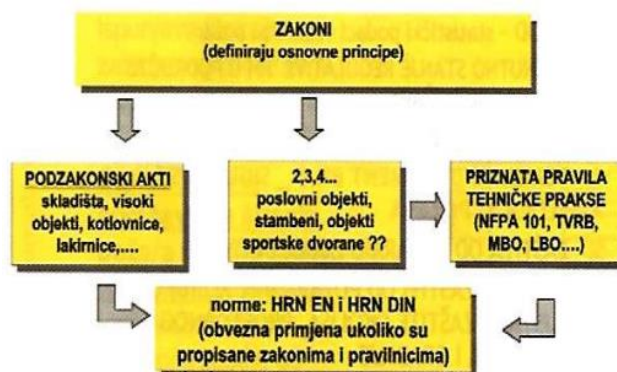 ZAKONI
(definiraju osnovne principe)
PODZAKONSKI AKTI
skladišta, visoki
objekti, kotlovnice,
lakirnice,....
2,3,4...
poslovni objekti,
stambeni, objekti
sportske dvorane ??
PRIZNATA PRAVILA
TEHNIČKE PRAKSE
(NFPA 101, TVRB,
MBO, LBO....)
norme: HRN EN i HRN DIN
(obvezna primjena ukoliko su
propisane zakonima i pravilnicima)